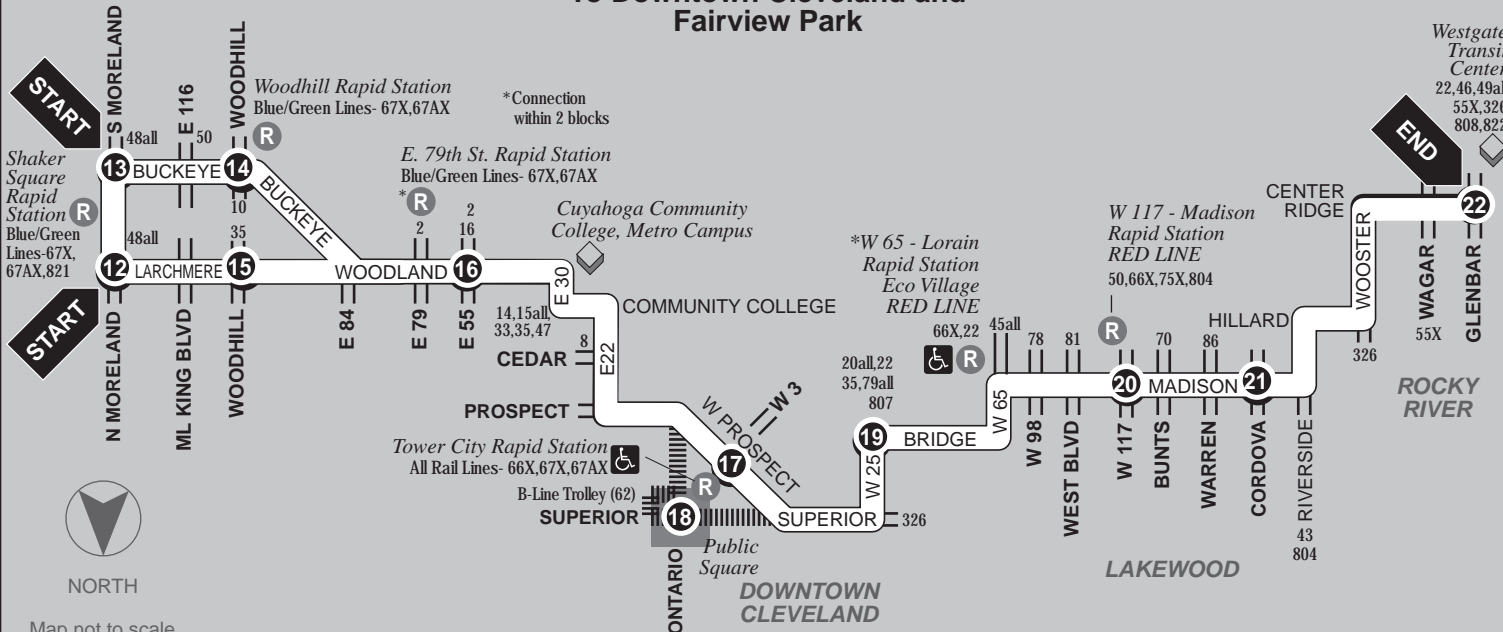 To Downtown Cleveland and
Fairview Park
START
S MORELAND
48all
E 116
50
WOODHILL
Woodhill Rapid Station
Blue/Green Lines- 67X,67AX
R
*Connection
within 2 blocks
Westgate
Transit
Center
22,46,49all
55X,326
808,822
END
Shaker
Square
Rapid
Station
R
Blue/Green
Lines-67X,
67AX,821
13
BUCKEYE
14
BUCKEYE
10
35
E. 79th St. Rapid Station
Blue/Green Lines- 67X,67AX
*
R
2
2
16
Cuyahoga Community
College, Metro Campus
48all
12
LARCHMERE
15
WOODLAND
16
START
N MORELAND
ML KING BLVD
WOODHILL
E 84
E 79
E 55
E 30
COMMUNITY COLLEGE
14,15all,
33,35,47
8
CEDAR
E22
PROSPECT
W PROSPECT
W 3
Tower City Rapid Station
All Rail Lines- 66X,67X,67AX
R
17
B-Line Trolley (62)
SUPERIOR
18
SUPERIOR
326
Public
Square
ONTARIO
DOWNTOWN
CLEVELAND
20all,22
35,79all
807
19
W 25
BRIDGE
W 65
*W 65 - Lorain
Rapid Station
Eco Village
RED LINE
66X,22
R
45all
78
81
W 98
WEST BLVD
W 117 - Madison
Rapid Station
RED LINE
50,66X,75X,804
R
70
86
20
MADISON
21
W 117
BUNTS
WARREN
CORDOVA
RIVERSIDE
43
804
LAKEWOOD
HILLARD
CENTER
RIDGE
WOOSTER
326
22
WAGAR
55X
GLENBAR
ROCKY
RIVER
NORTH
Map not to scale